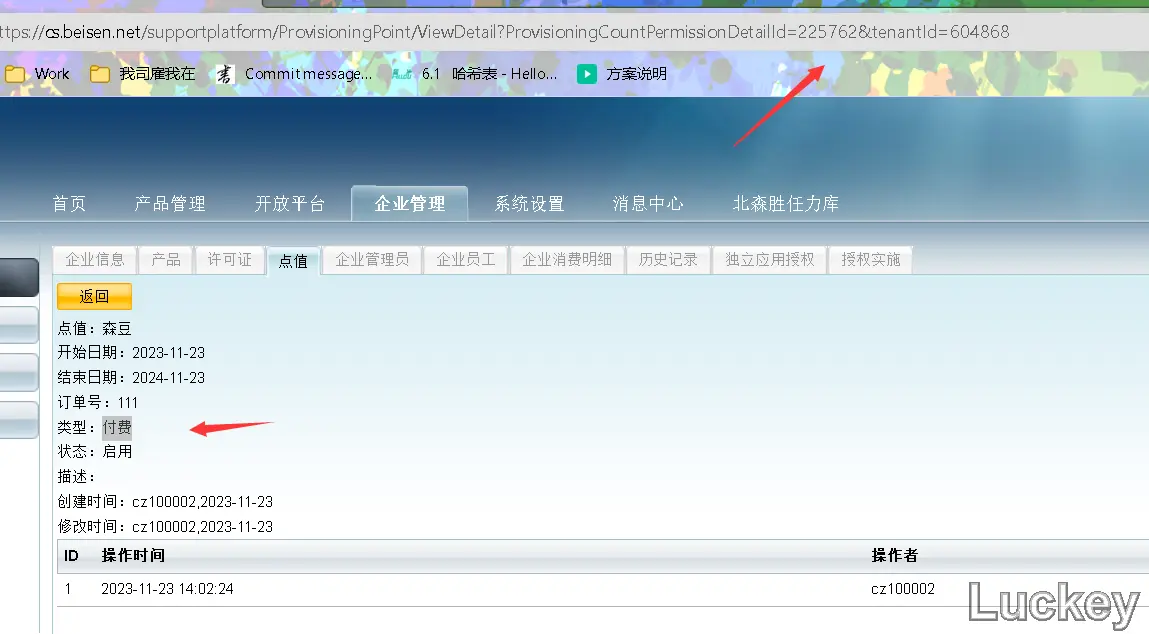 ttps://cs.beisen.net/supportplatform/ProvisioningPoint/ViewDetail?ProvisioningCountPermissionDetailId=225762&tenantId=604868
Work 我司雇我在 Commit message... 6.1 哈希表 - Hello... 方案说明
首页 产品管理 开放平台 企业管理 系统设置 消息中心 北森胜任力库
企业信息 产品 许可证 点值 企业管理员 企业员工 企业消费明细 历史记录 独立应用授权 授权实施
返回
点值：森豆
开始日期：2023-11-23
结束日期：2024-11-23
订单号：111
类型：付费
状态：启用
描述：
创建时间：cz100002,2023-11-23
修改时间：cz100002,2023-11-23
ID 操作时间 操作者
1 2023-11-23 14:02:24 cz100002
Luckey